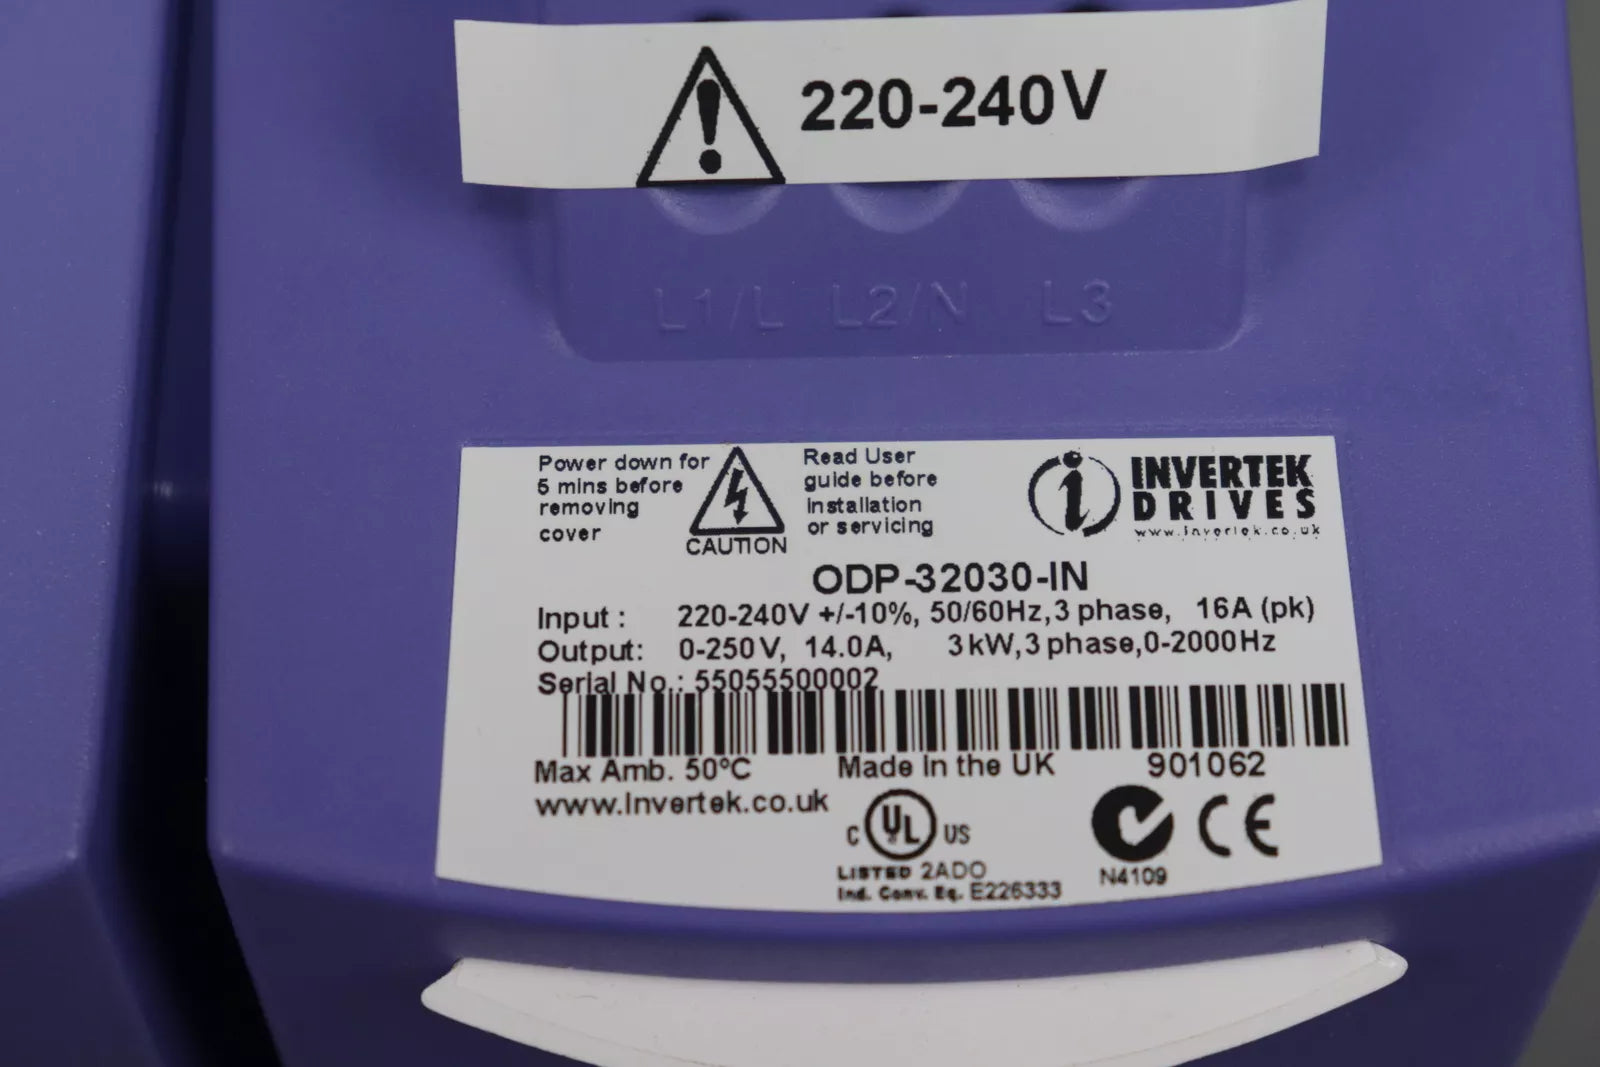 220-240V
L1/L L2/N L3
Power down for
5 mins before
removing
cover
CAUTION
Read User
guide before
installation
or servicing
INVERTEK
DRIVES
www.invertek.co.uk
ODP-32030-IN
Input : 220-240V +/-10%, 50/60Hz, 3 phase, 16A (pk)
Output: 0-250V, 14.0A, 3kW, 3 phase, 0-2000Hz
Serial No.: 55055500002
Max Amb. 50°C Made in the UK 901062
www.invertek.co.uk
C UL US
LISTED 2ADO
Ind. Conv. Eq. E226333
N4109
CE